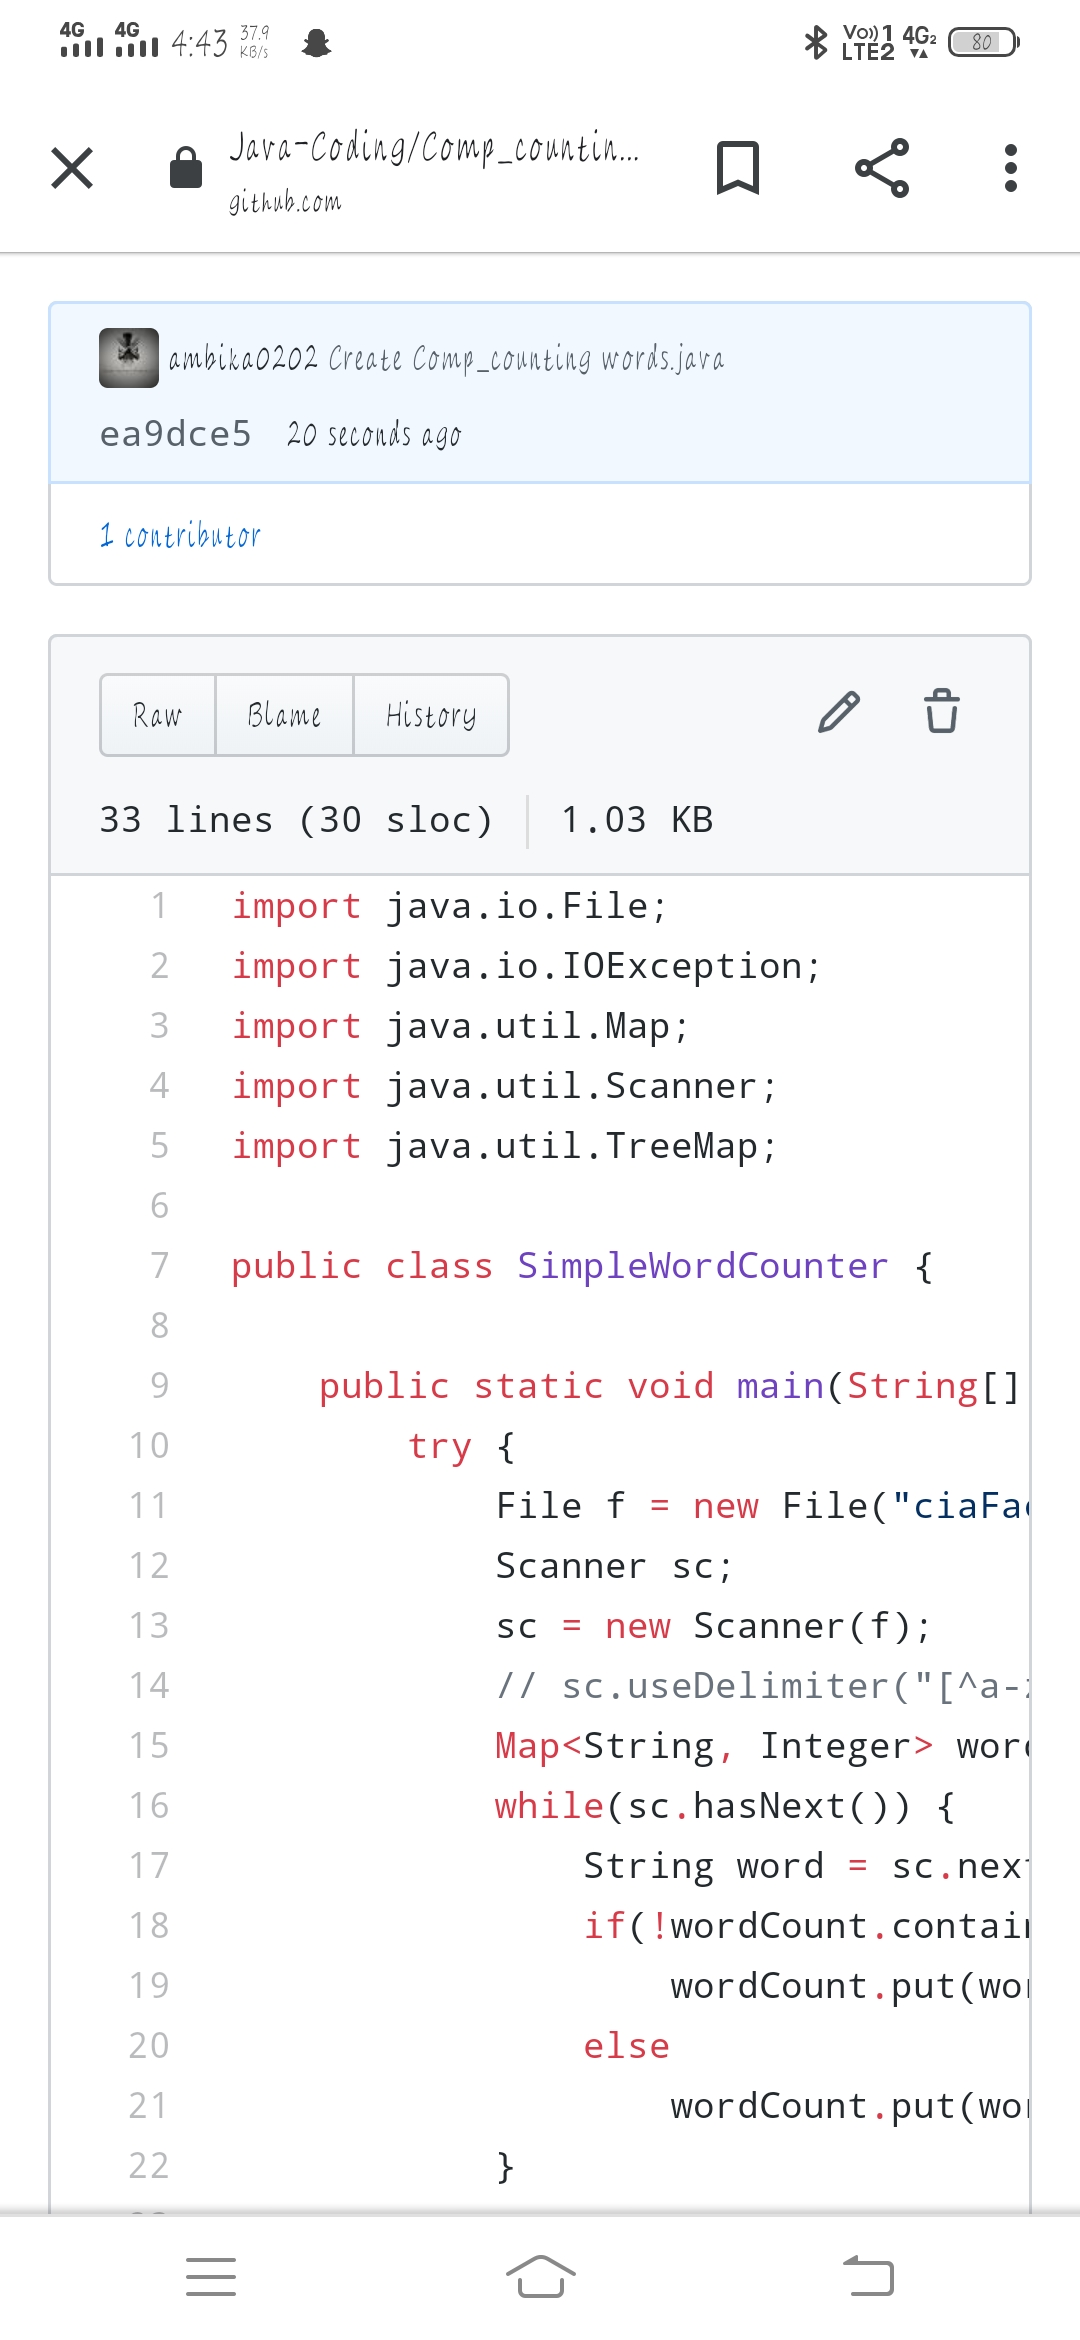 4G 4G 4:43 37.9 KB/s Vo)) 1 LTE2 4G2 80
Java-Coding/Comp_countin...
github.com
ambika0202 Create Comp_counting words.java
ea9dce5 20 seconds ago
1 contributor
Raw Blame History
33 lines (30 sloc) 1.03 KB
1 import java.io.File;
2 import java.io.IOException;
3 import java.util.Map;
4 import java.util.Scanner;
5 import java.util.TreeMap;
6
7 public class SimpleWordCounter {
8
9 public static void main(String[]
10 try {
11 File f = new File("ciaFac
12 Scanner sc;
13 sc = new Scanner(f);
14 // sc.useDelimiter("[^a-z
15 Map<String, Integer> word
16 while(sc.hasNext()) {
17 String word = sc.next
18 if(!wordCount.contain
19 wordCount.put(wor
20 else
21 wordCount.put(wor
22 }